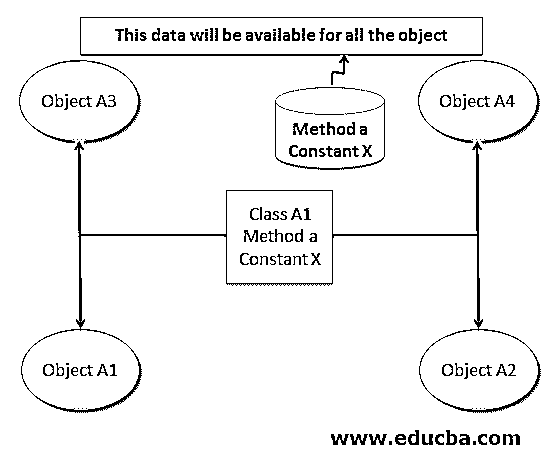 This data will be available for all the object
Object A3
Object A4
Method a
Constant X
Class A1
Method a
Constant X
Object A1
Object A2
www.educba.com